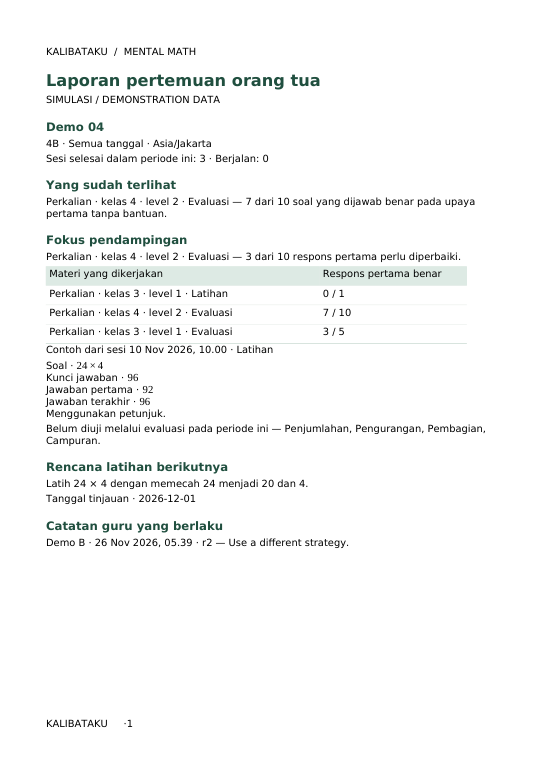 KALIBATAKU / MENTAL MATH
Laporan pertemuan orang tua
SIMULASI / DEMONSTRATION DATA
Demo 04
4B · Semua tanggal · Asia/Jakarta
Sesi selesai dalam periode ini: 3 · Berjalan: 0
Yang sudah terlihat
Perkalian · kelas 4 · level 2 · Evaluasi — 7 dari 10 soal yang dijawab benar pada upaya
pertama tanpa bantuan.
Fokus pendampingan
Perkalian · kelas 4 · level 2 · Evaluasi — 3 dari 10 respons pertama perlu diperbaiki.
Materi yang dikerjakan Respons pertama benar
Perkalian · kelas 3 · level 1 · Latihan 0 / 1
Perkalian · kelas 4 · level 2 · Evaluasi 7 / 10
Perkalian · kelas 3 · level 1 · Evaluasi 3 / 5
Contoh dari sesi 10 Nov 2026, 10.00 · Latihan
Soal · 24 × 4
Kunci jawaban · 96
Jawaban pertama · 92
Jawaban terakhir · 96
Menggunakan petunjuk.
Belum diuji melalui evaluasi pada periode ini — Penjumlahan, Pengurangan, Pembagian,
Campuran.
Rencana latihan berikutnya
Latih 24 × 4 dengan memecah 24 menjadi 20 dan 4.
Tanggal tinjauan · 2026-12-01
Catatan guru yang berlaku
Demo B · 26 Nov 2026, 05.39 · r2 — Use a different strategy.
KALIBATAKU ·1